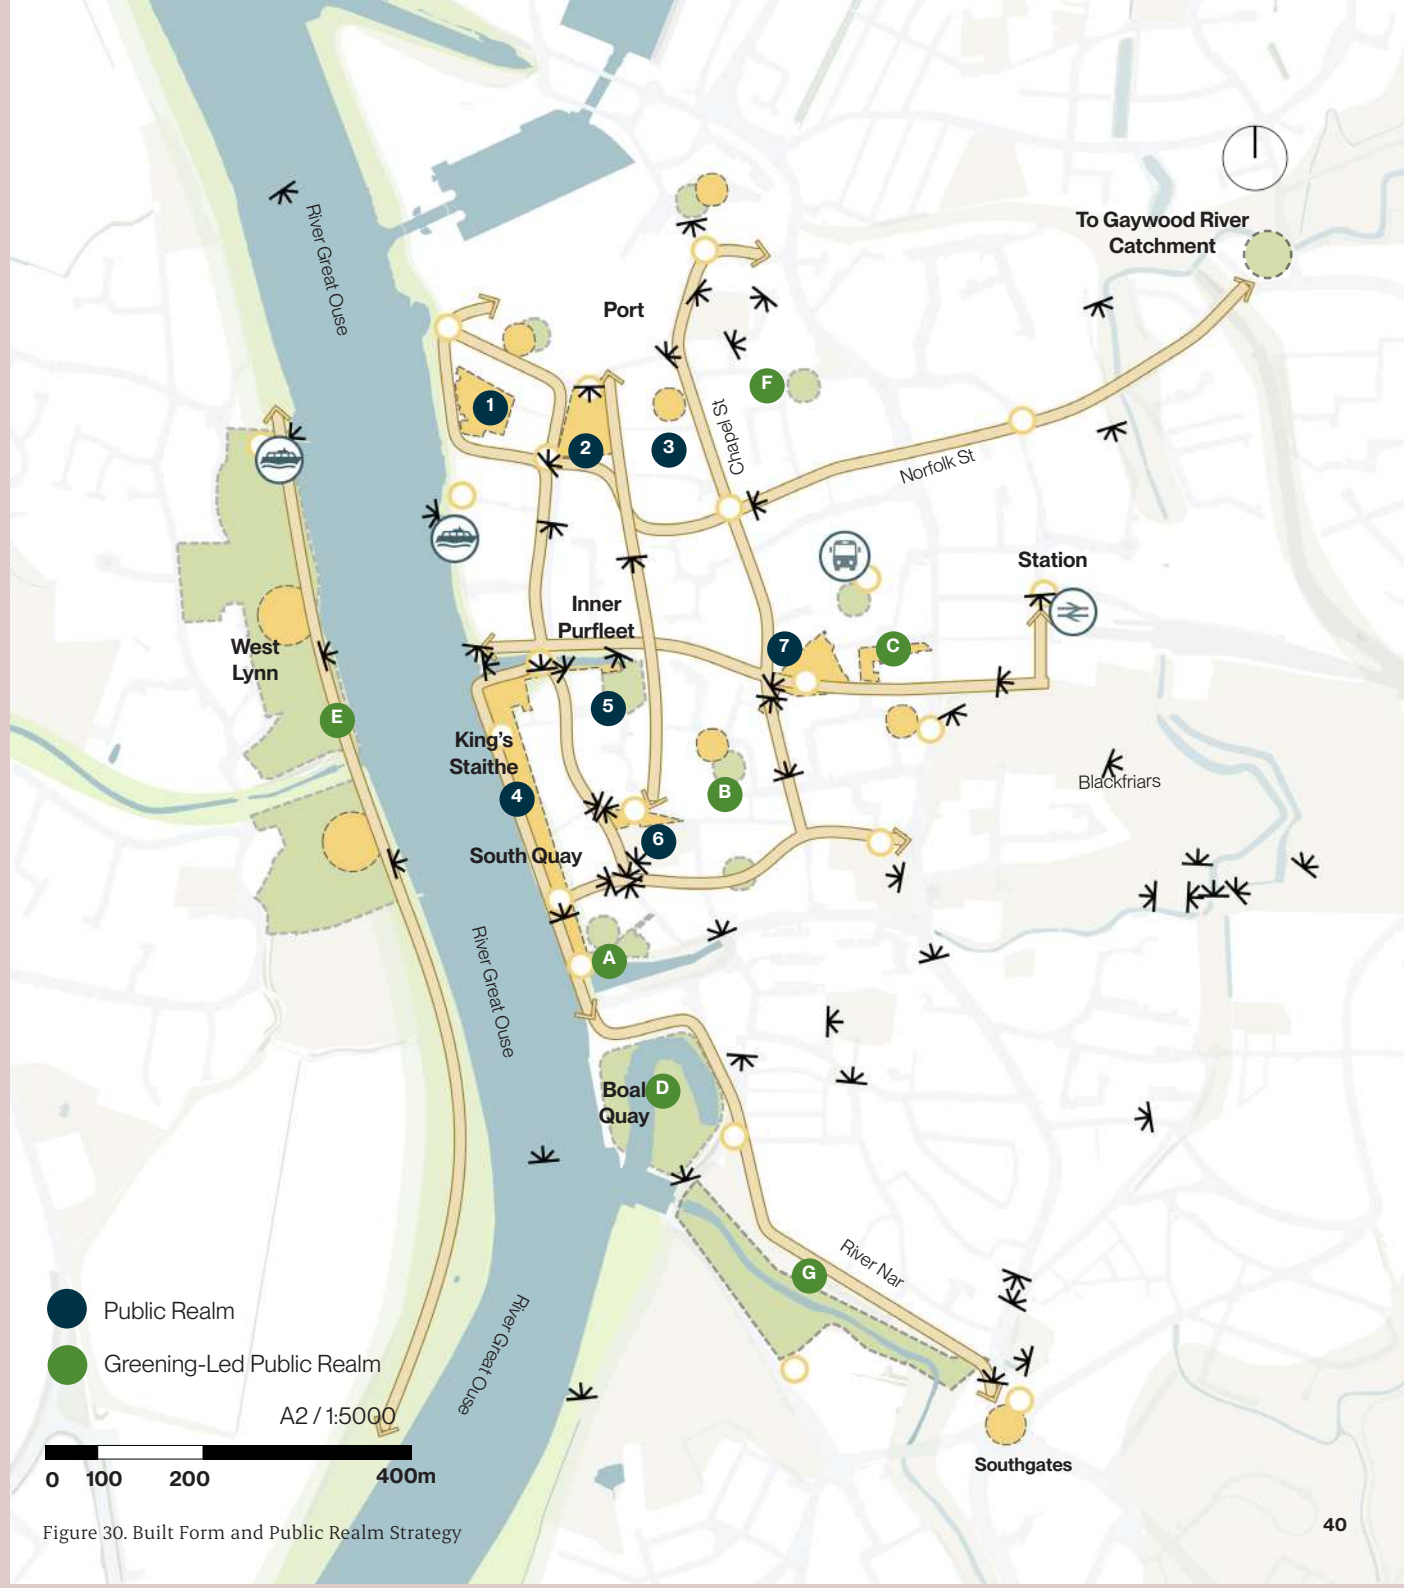 River Great Ouse
To Gaywood River
Catchment
Port
1
2
3
F
Chapel St
Norfolk St
Station
Inner
Purfleet
West
Lynn
7
C
E
5
King's
Staithe
4
B
Blackfriars
6
South Quay
A
River Great Ouse
Boal
Quay
D
G
River Nar
River Great Ouse
Southgates
Public Realm
Greening-Led Public Realm
A2 / 1:5000
0 100 200 400m
Figure 30. Built Form and Public Realm Strategy
40